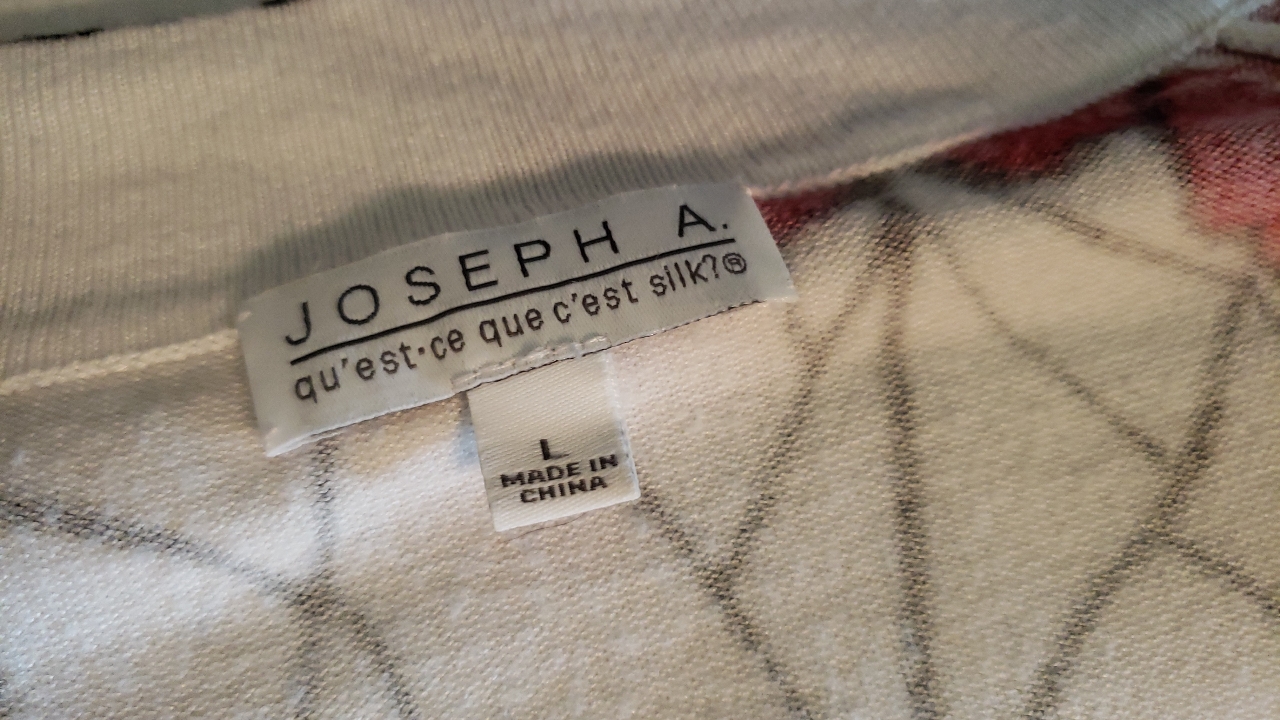 JOSEPH A.
qu'est·ce que c'est silk?®
L
MADE IN
CHINA